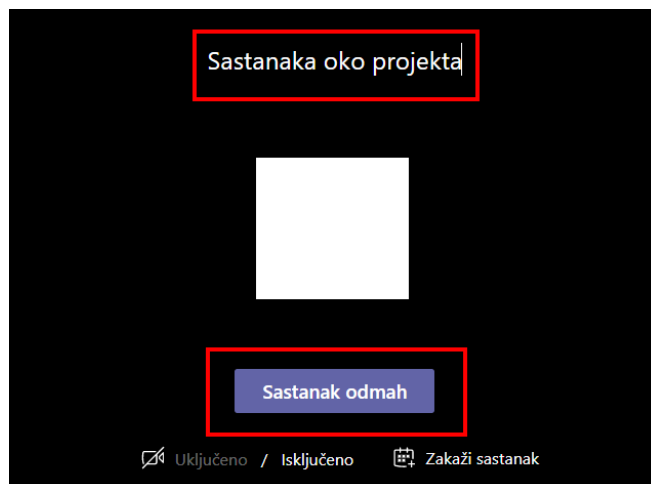 Sastanaka oko projekta
Sastanak odmah
Uključeno / Isključeno Zakaži sastanak